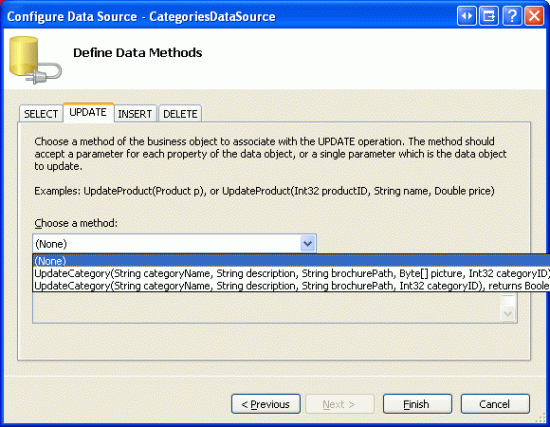 Configure Data Source - CategoriesDataSource
Define Data Methods
SELECT UPDATE INSERT DELETE
Choose a method of the business object to associate with the UPDATE operation. The method should
accept a parameter for each property of the data object, or a single parameter which is the data object
to update.
Examples: UpdateProduct(Product p), or UpdateProduct(Int32 productID, String name, Double price)
Choose a method:
(None)
(None)
UpdateCategory(String categoryName, String description, String brochurePath, Byte[] picture, Int32 categoryID)
UpdateCategory(String categoryName, String description, String brochurePath, Int32 categoryID), returns Boole
< Previous Next > Finish Cancel